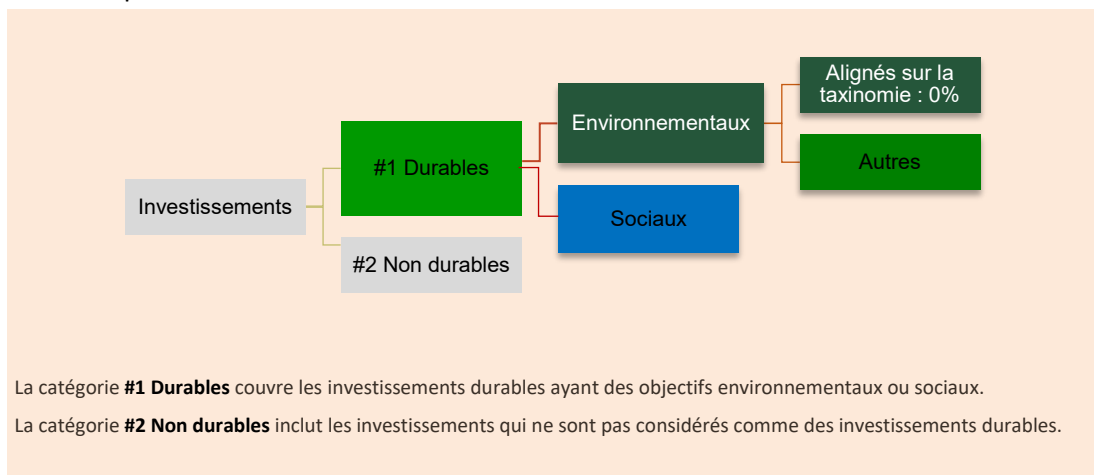 Alignés sur la
taxinomie : 0%
Environnementaux
Autres
#1 Durables
Investissements
Sociaux
#2 Non durables
La catégorie #1 Durables couvre les investissements durables ayant des objectifs environnementaux ou sociaux.
La catégorie #2 Non durables inclut les investissements qui ne sont pas considérés comme des investissements durables.